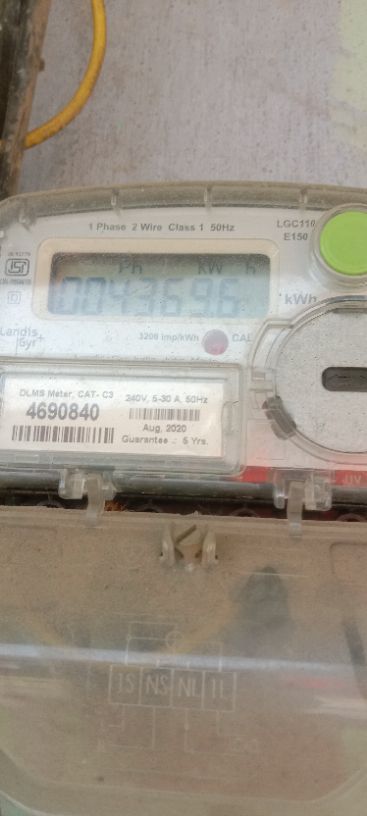 1 Phase 2 Wire Class 1 50Hz
LGC110
E150
Ph kW h
004369.6
kWh
3200 imp/kWh
CAL
Landis
Gyr+
DLMS Meter, CAT- C3
240V, 5-30 A, 50Hz
4690840
Aug, 2020
Guarantee : 5 Yrs.
1S NS NL 1L